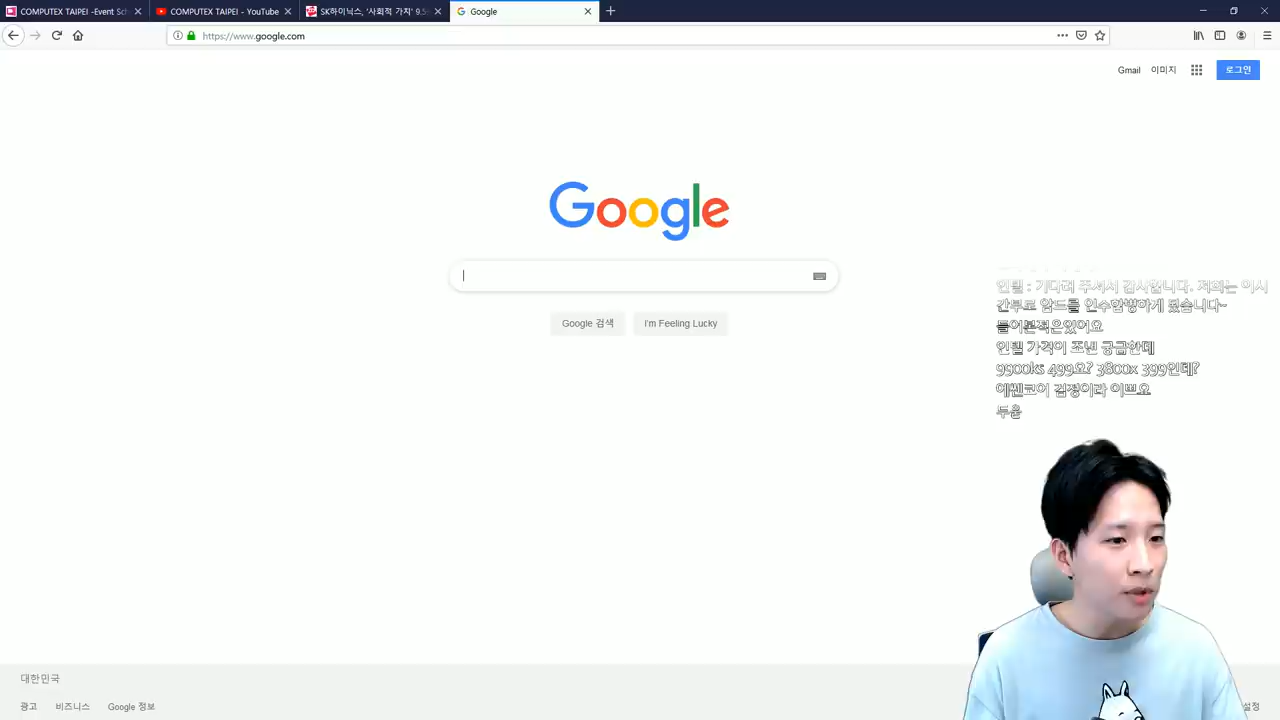 COMPUTEX TAIPEI -Event Sch
COMPUTEX TAIPEI - YouTube
SK하이닉스, '사회적 가치' 9.5조
Google
https://www.google.com
Gmail
이미지
로그인
Google
Google 검색
I'm Feeling Lucky
인텔 : 기다려 주셔서 감사합니다. 저희는 이시
간부로 암드를 인수합병하게 됐습니다~
들어본적은있어요
인텔 가격이 조낸 궁금한데
9900ks 499요? 3800x 399인데?
에쎈코어 검정이라 이쁘요
두율
대한민국
광고
비즈니스
Google 정보
설정